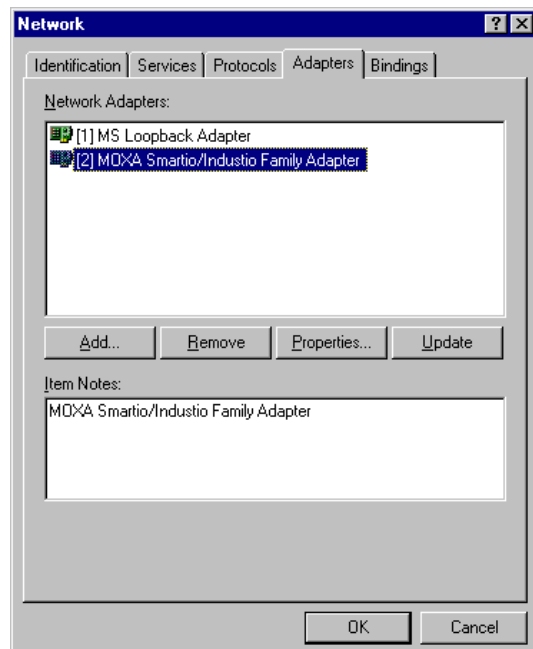 Network
Identification Services Protocols Adapters Bindings
Network Adapters:
[1] MS Loopback Adapter
[2] MOXA Smartio/Industio Family Adapter
Add... Remove Properties... Update
Item Notes:
MOXA Smartio/Industio Family Adapter
OK Cancel